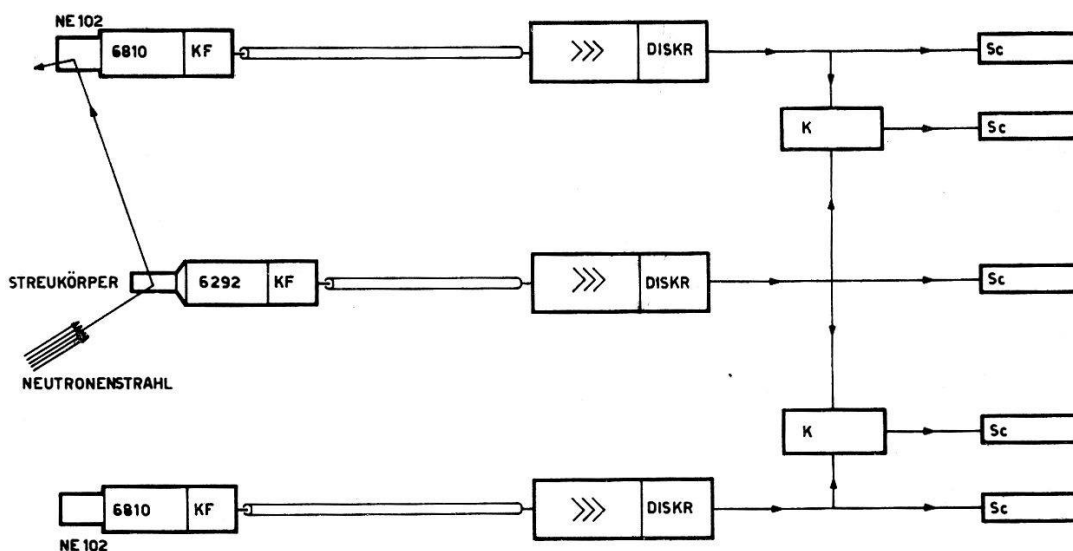 NE 102
6810 KF >>> DISKR Sc
K Sc
STREUKÖRPER 6292 KF >>> DISKR Sc
NEUTRONENSTRAHL
K Sc
6810 KF >>> DISKR Sc
NE 102